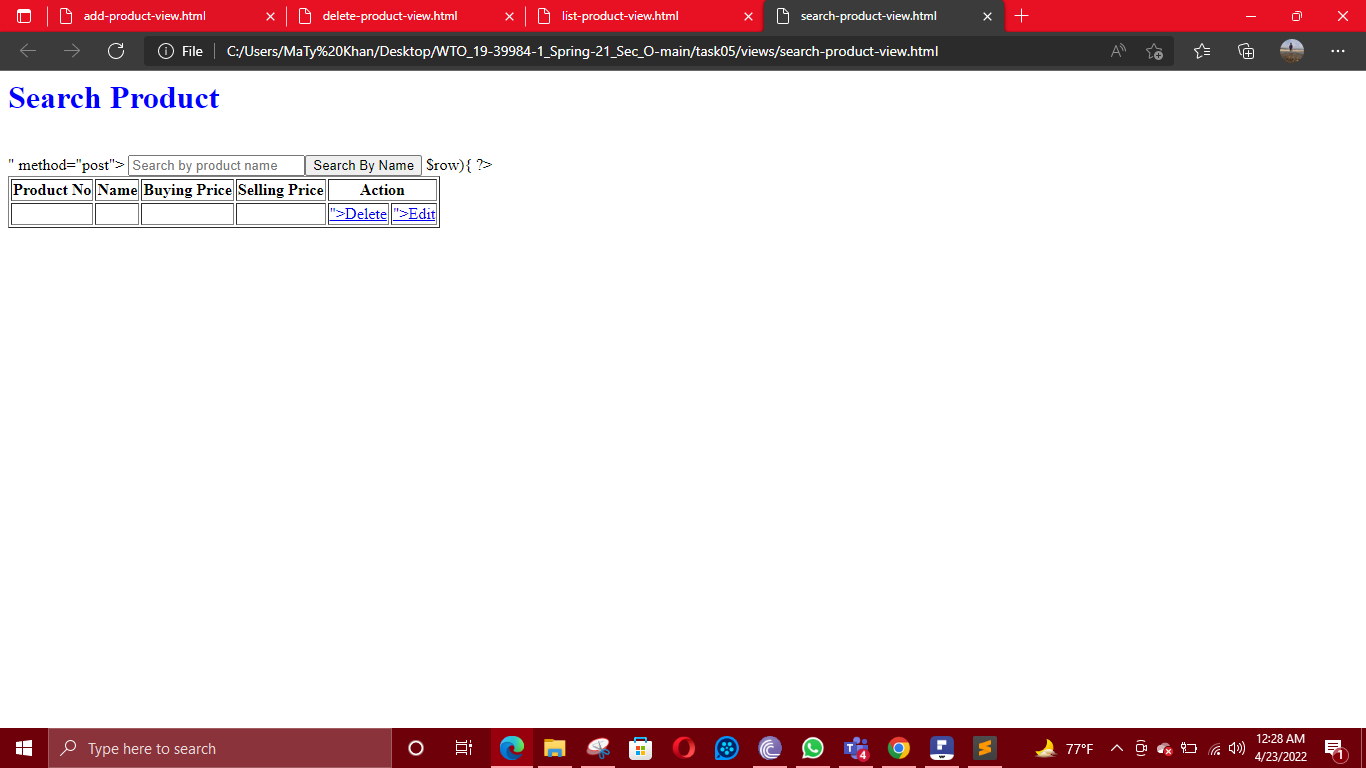 add-product-view.html
delete-product-view.html
list-product-view.html
search-product-view.html
File C:/Users/MaTy%20Khan/Desktop/WTO_19-39984-1_Spring-21_Sec_O-main/task05/views/search-product-view.html
Search Product
" method="post"> Search by product name Search By Name $row){ ?>
Product No Name Buying Price Selling Price Action
">Delete ">Edit
Type here to search
4
77°F
12:28 AM
4/23/2022
1